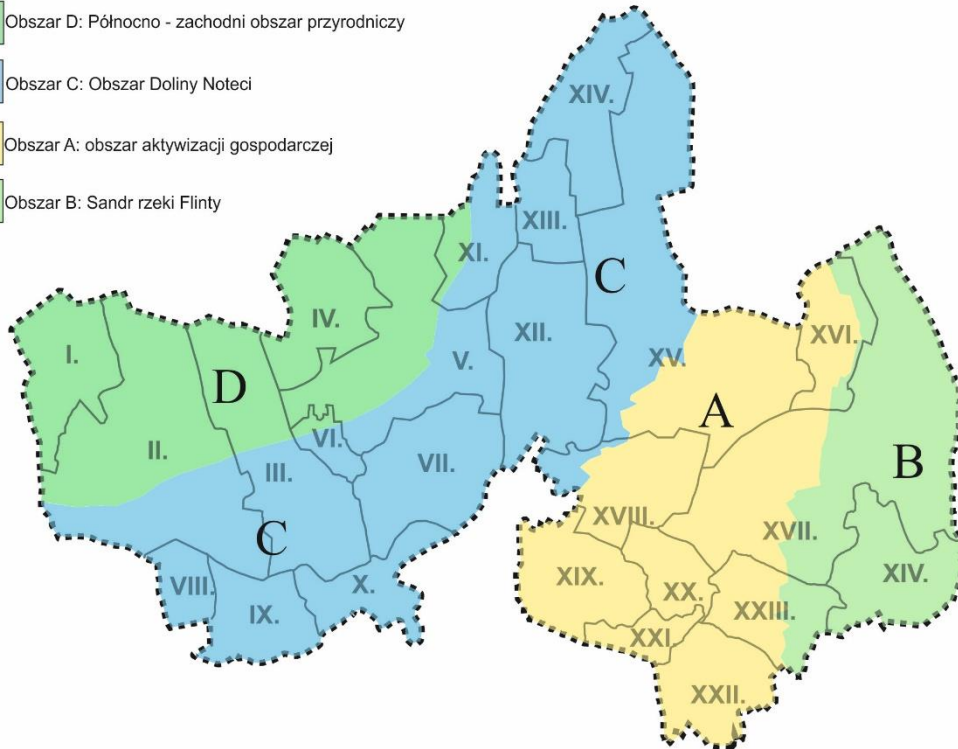 Obszar D: Północno - zachodni obszar przyrodniczy
Obszar C: Obszar Doliny Noteci
Obszar A: obszar aktywizacji gospodarczej
Obszar B: Sandr rzeki Flinty
XIV.
XIII.
XI.
C
IV.
XII.
XVI.
I.
V.
XV.
D
A
VI.
II.
III.
VII.
B
XVIII.
XVII.
C
XIX.
XIV.
VIII.
X.
XX.
IX.
XXIII.
XXI.
XXII.